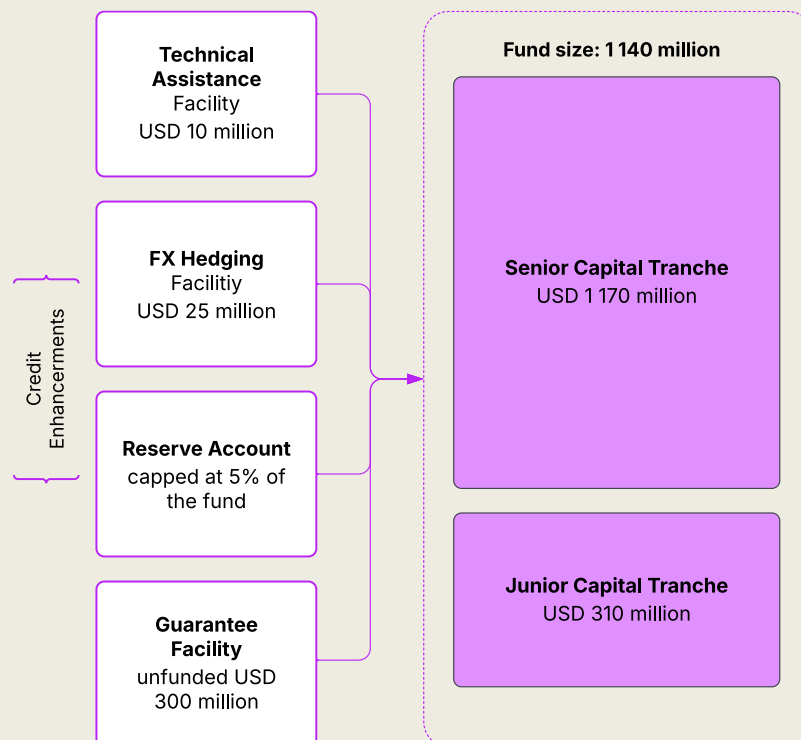 Technical
Assistance
Facility
USD 10 million
FX Hedging
Facilitiy
USD 25 million
Credit
Enhancerments
Reserve Account
capped at 5% of
the fund
Guarantee
Facility
unfunded USD
300 million
Fund size: 1 140 million
Senior Capital Tranche
USD 1 170 million
Junior Capital Tranche
USD 310 million